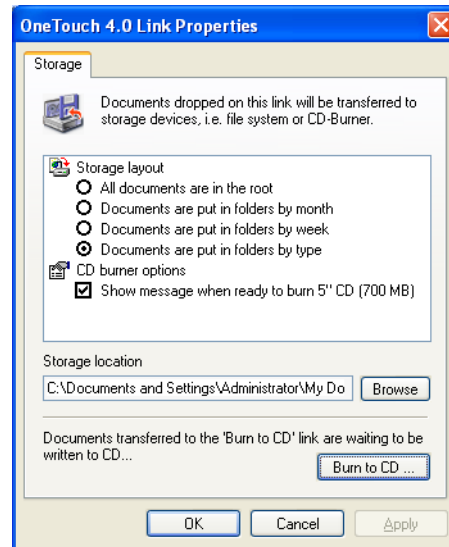 OneTouch 4.0 Link Properties
Storage
Documents dropped on this link will be transferred to
storage devices, i.e. file system or CD-Burner.
Storage layout
All documents are in the root
Documents are put in folders by month
Documents are put in folders by week
Documents are put in folders by type
CD burner options
Show message when ready to burn 5" CD (700 MB)
Storage location
C:\Documents and Settings\Administrator\My Do
Browse
Documents transferred to the 'Burn to CD' link are waiting to be
written to CD...
Burn to CD ...
OK Cancel Apply